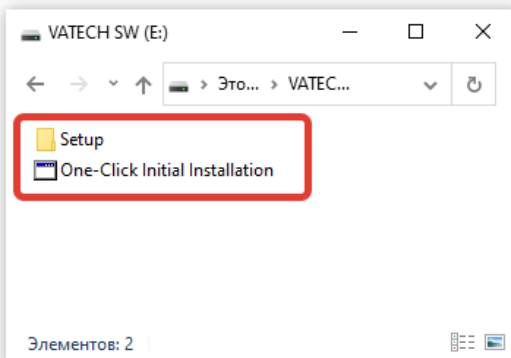 VATECH SW (E:)
Это... VATEC...
Setup
One-Click Initial Installation
Элементов: 2